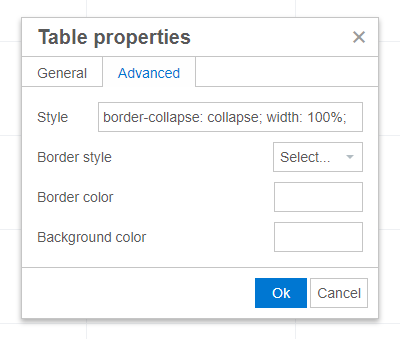 Table properties
General Advanced
Style border-collapse: collapse; width: 100%;
Border style Select...
Border color
Background color
Ok Cancel